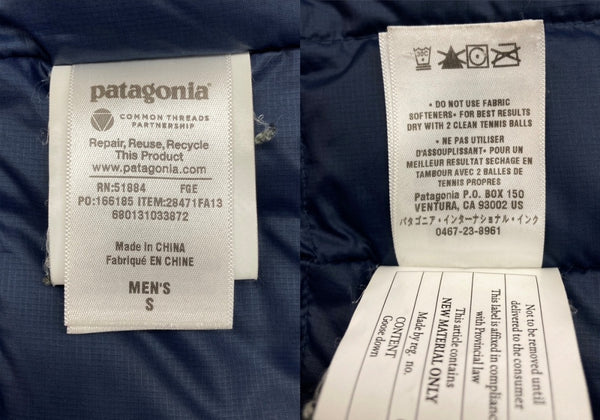 patagonia®
COMMON THREADS
PARTNERSHIP
Repair, Reuse, Recycle
This Product
www.patagonia.com
RN:51884 FGE
PO:166185 ITEM:28471FA13
680131033872
Made in CHINA
Fabriqué EN CHINE
MEN'S
S
• DO NOT USE FABRIC
SOFTENERS• FOR BEST RESULTS
DRY WITH 2 CLEAN TENNIS BALLS
• NE PAS UTILISER
D'ASSOUPLISSANT• POUR UN
MEILLEUR RESULTAT SECHAGE EN
TAMBOUR AVEC 2 BALLES DE
TENNIS PROPRES
Patagonia P.O. BOX 150
VENTURA, CA 93002 US
パタゴニア・インターナショナル・インク
0467-23-8961
Not to be removed until
delivered to the consumer
This label is affixed in compliance
with Provincial law
This article contains
NEW MATERIAL ONLY
Made by reg. no.
CONTENT
Goose down